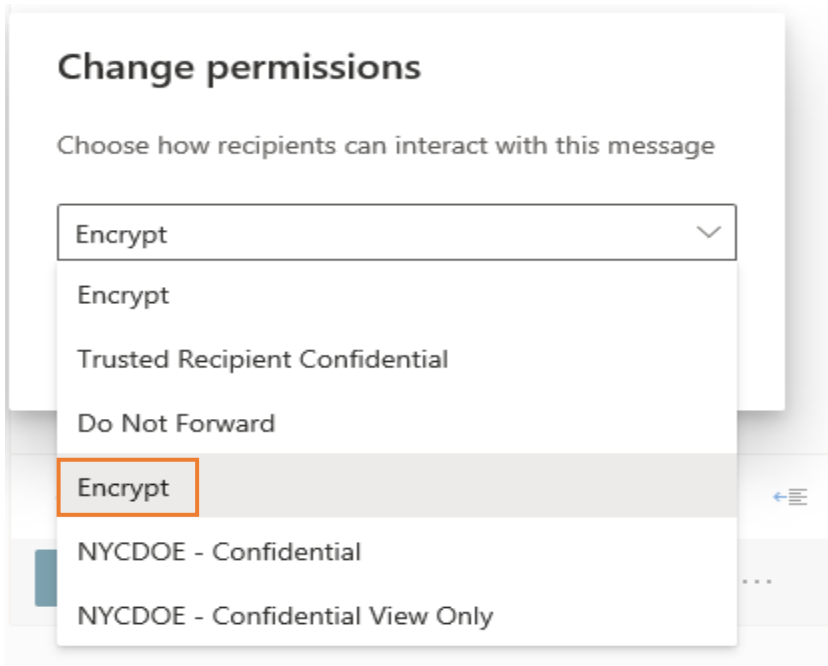 Change permissions
Choose how recipients can interact with this message
Encrypt
Encrypt
Trusted Recipient Confidential
Do Not Forward
Encrypt
NYCDOE - Confidential
NYCDOE - Confidential View Only